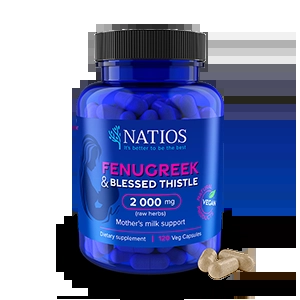 NATIOS
it's better to be the best
FENUGREEK
& BLESSED THISTLE
2 000 mg
(raw herbs)
Mother's milk support
VEGAN
Dietary supplement | 120 Veg Capsules